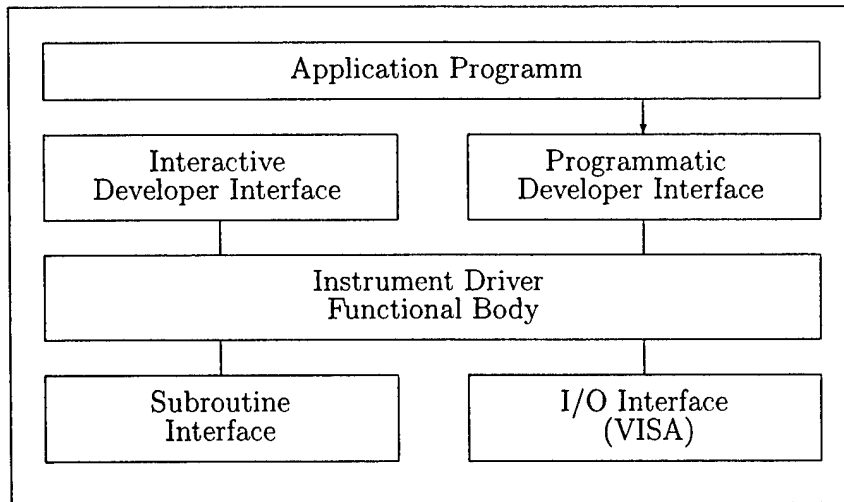 Application Programm
Interactive
Developer Interface
Programmatic
Developer Interface
Instrument Driver
Functional Body
Subroutine
Interface
I/O Interface
(VISA)